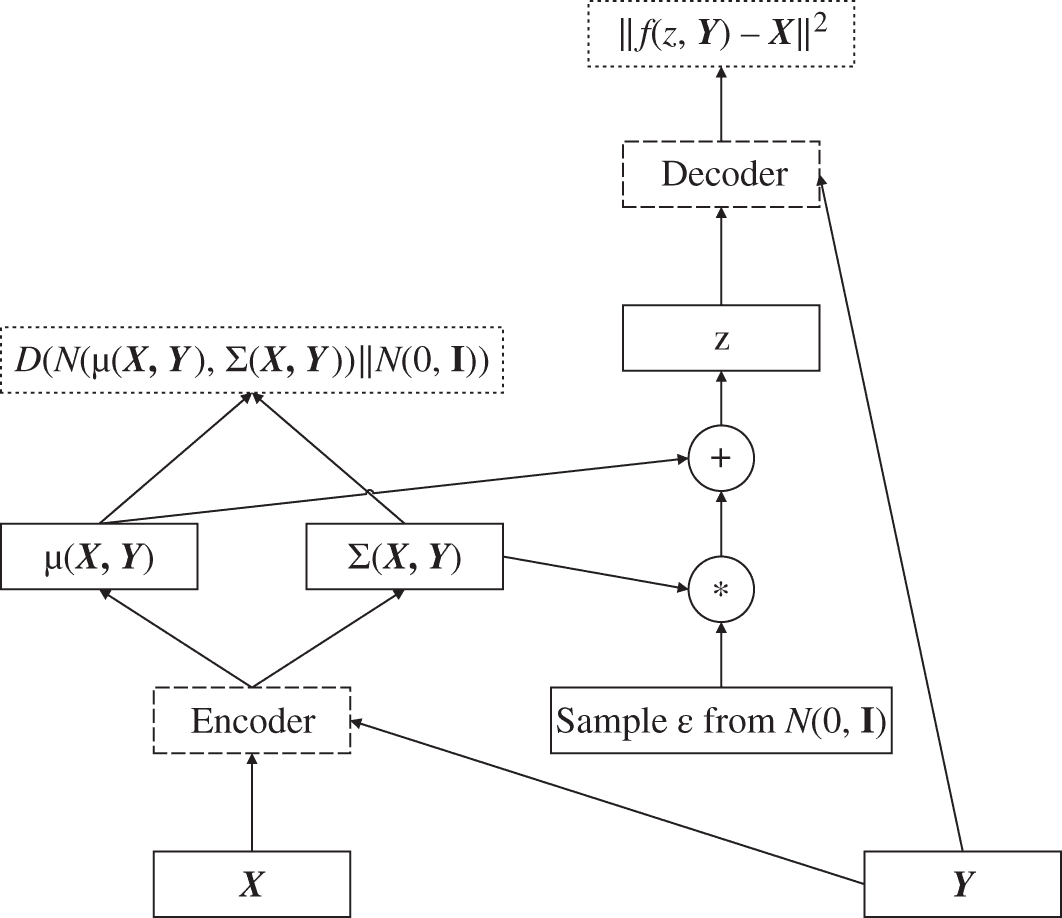 ‖f(z, Y) – X‖²
Decoder
z
D(N(μ(X, Y), Σ(X, Y))‖N(0, I))
+
μ(X, Y)
Σ(X, Y)
*
Encoder
Sample ε from N(0, I)
X
Y